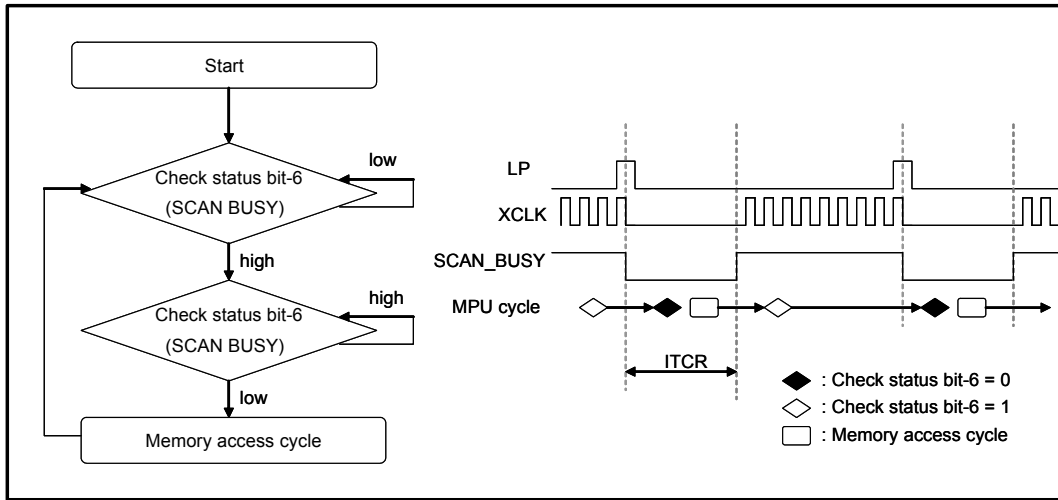 Start
low
Check status bit-6
(SCAN BUSY)
high
high
Check status bit-6
(SCAN BUSY)
low
Memory access cycle
LP
XCLK
SCAN_BUSY
MPU cycle
ITCR
: Check status bit-6 = 0
: Check status bit-6 = 1
: Memory access cycle